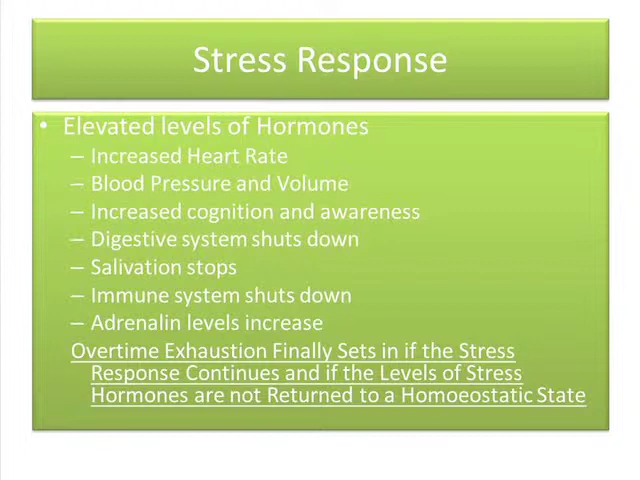 Stress Response
• Elevated levels of Hormones
– Increased Heart Rate
– Blood Pressure and Volume
– Increased cognition and awareness
– Digestive system shuts down
– Salivation stops
– Immune system shuts down
– Adrenalin levels increase
Overtime Exhaustion Finally Sets in if the Stress
Response Continues and if the Levels of Stress
Hormones are not Returned to a Homoeostatic State